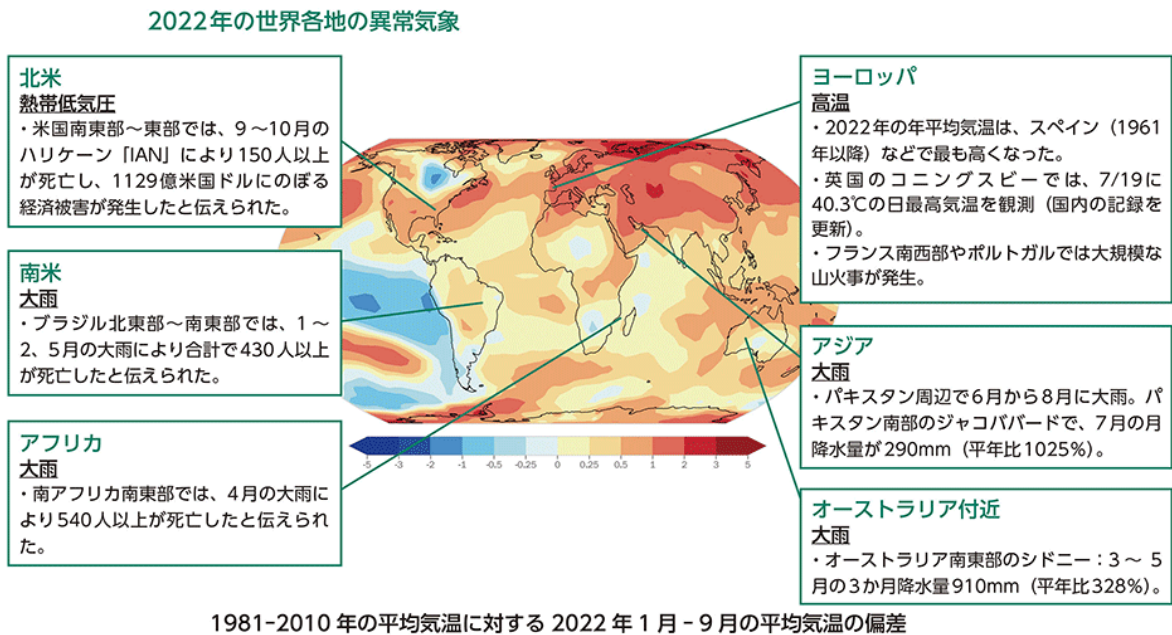 2022年の世界各地の異常気象
北米
熱帯低気圧
・米国南東部～東部では、9～10月の
ハリケーン「IAN」により150人以上
が死亡し、1129億米国ドルにのぼる
経済被害が発生したと伝えられた。
南米
大雨
・ブラジル北東部～南東部では、1～
2、5月の大雨により合計で430人以上
が死亡したと伝えられた。
アフリカ
大雨
・南アフリカ南東部では、4月の大雨に
より540人以上が死亡したと伝えられ
た。
ヨーロッパ
高温
・2022年の年平均気温は、スペイン（1961
年以降）などで最も高くなった。
・英国のコニングスビーでは、7/19に
40.3℃の日最高気温を観測（国内の記録を
更新）。
・フランス南西部やポルトガルでは大規模な
山火事が発生。
アジア
大雨
・パキスタン周辺で6月から8月に大雨。パ
キスタン南部のジャコババードで、7月の月
降水量が290mm（平年比1025%）。
オーストラリア付近
大雨
・オーストラリア南東部のシドニー：3～ 5
月の3か月降水量910mm（平年比328%）。
-5 -3 -2 -1 -0.5 -0.25 0 0.25 0.5 1 2 3 5
1981-2010 年の平均気温に対する 2022 年 1 月 - 9 月の平均気温の偏差